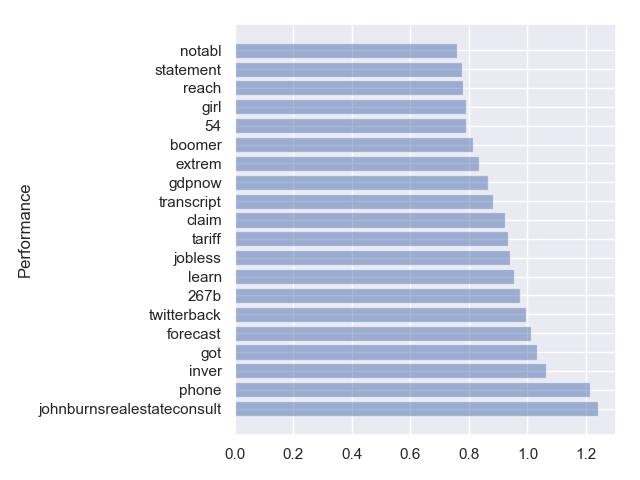 notabl
statement
reach
girl
54
boomer
extrem
gdpnow
transcript
claim
tariff
jobless
learn
267b
twitterback
forecast
got
inver
phone
johnburnsrealestateconsult
Performance
0.0 0.2 0.4 0.6 0.8 1.0 1.2